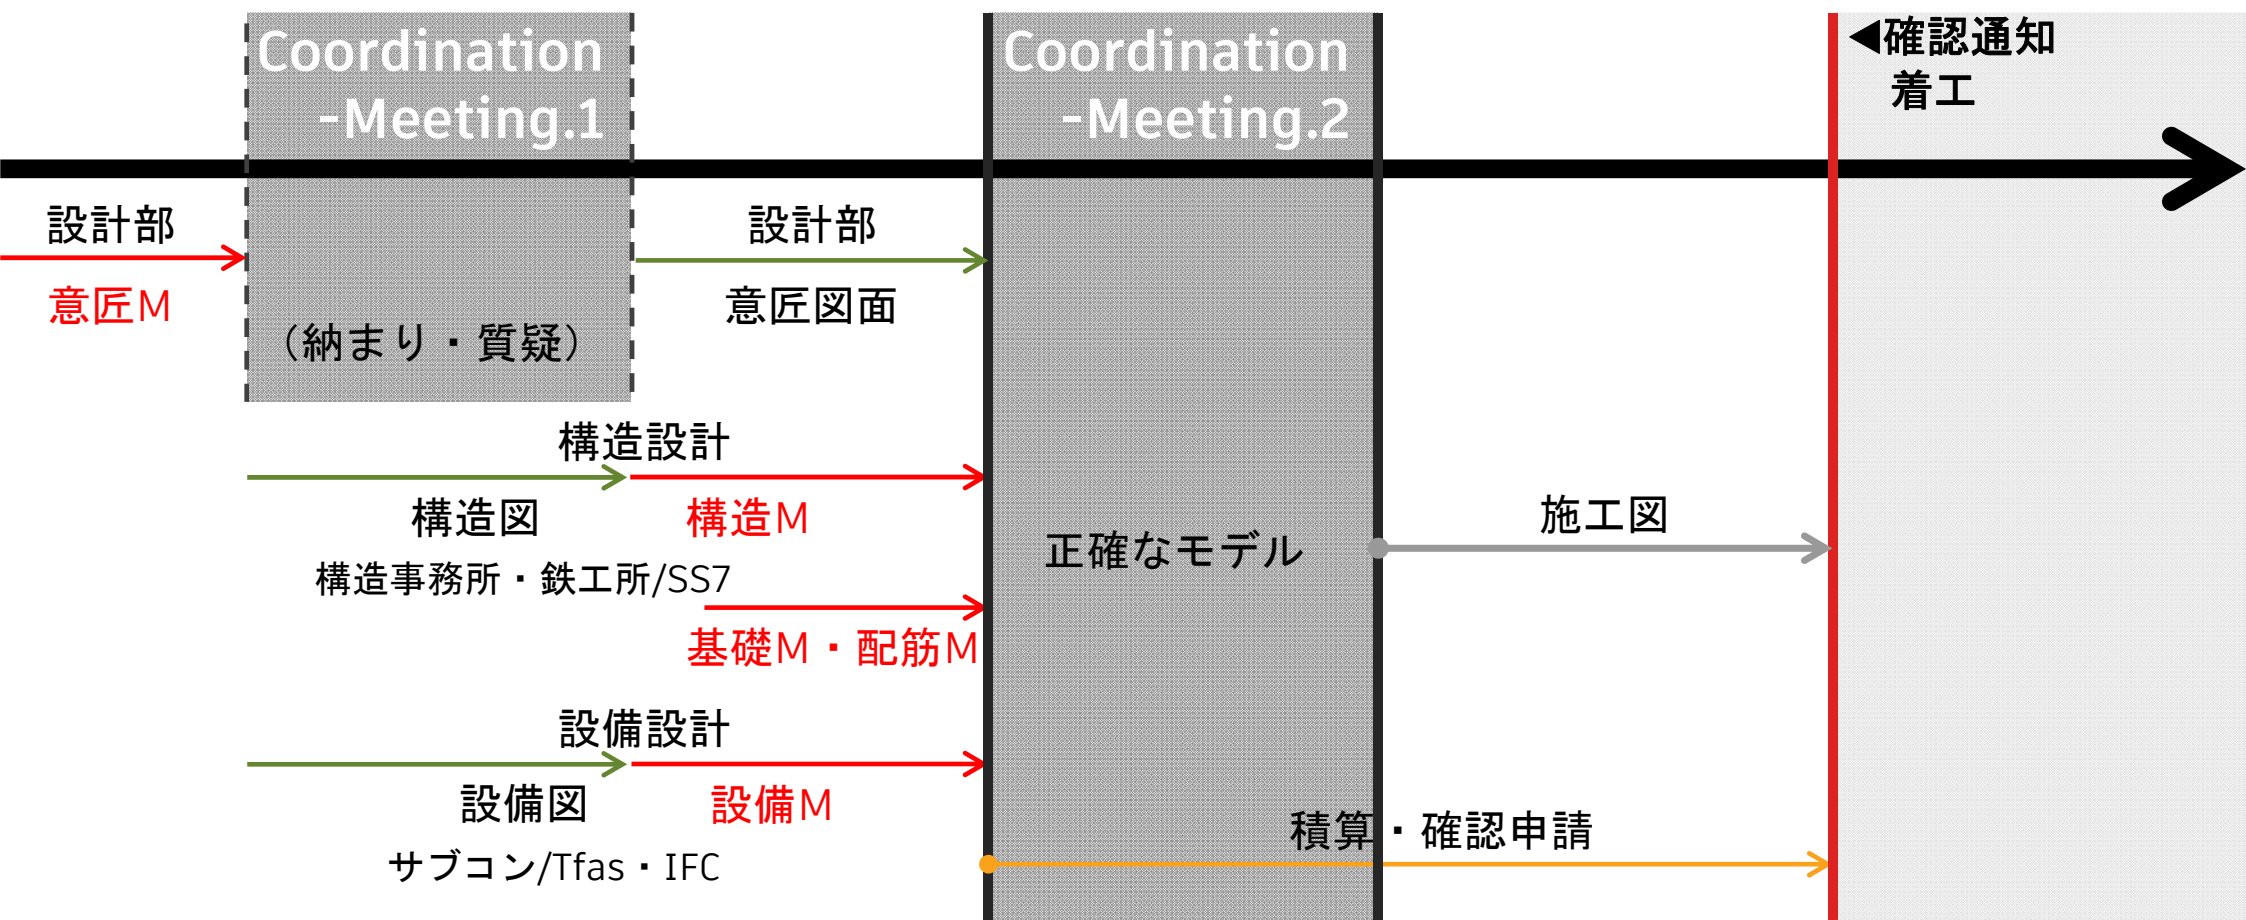 Coordination
-Meeting.1
Coordination
-Meeting.2
◀確認通知
着工
設計部
意匠M
（納まり・質疑）
設計部
意匠図面
構造設計
構造図
構造M
構造事務所・鉄工所/SS7
基礎M・配筋M
正確なモデル
施工図
設備設計
設備図
設備M
サブコン/Tfas・IFC
積算・確認申請